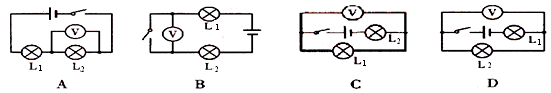 V L₁ L₂
A
L₁ V L₂
B
V L₂ L₁
C
V L₂ L₁
D